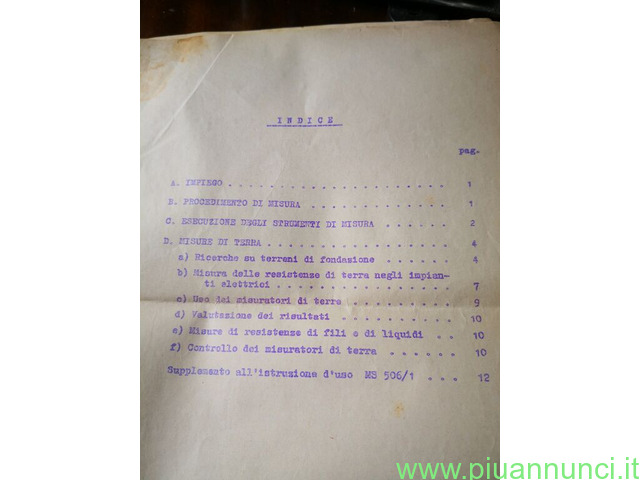 INDICE
pag.
A. IMPIEGO . . . . . . . . . . . . . . . . . . . . . . 1
B. PROCEDIMENTO DI MISURA . . . . . . . . . . . . . . 1
C. ESECUZIONE DEGLI STRUMENTI DI MISURA . . . . . . 2
D. MISURE DI TERRA . . . . . . . . . . . . . . . . . . 4
a) Ricerche su terreni di fondazione . . . . . . . 4
b) Misura delle resistenze di terra negli impian-
ti elettrici . . . . . . . . . . . . . . . . . 7
c) Uso dei misuratori di terre . . . . . . . . . . 9
d) Valutazione dei risultati . . . . . . . . . . . 10
e) Misure di resistenze di fili o di liquidi . . 10
f) Controllo dei misuratori di terra . . . . . . 10
Supplemento all'istruzione d'uso MS 506/1 . . . 12
www.piuannunci.it